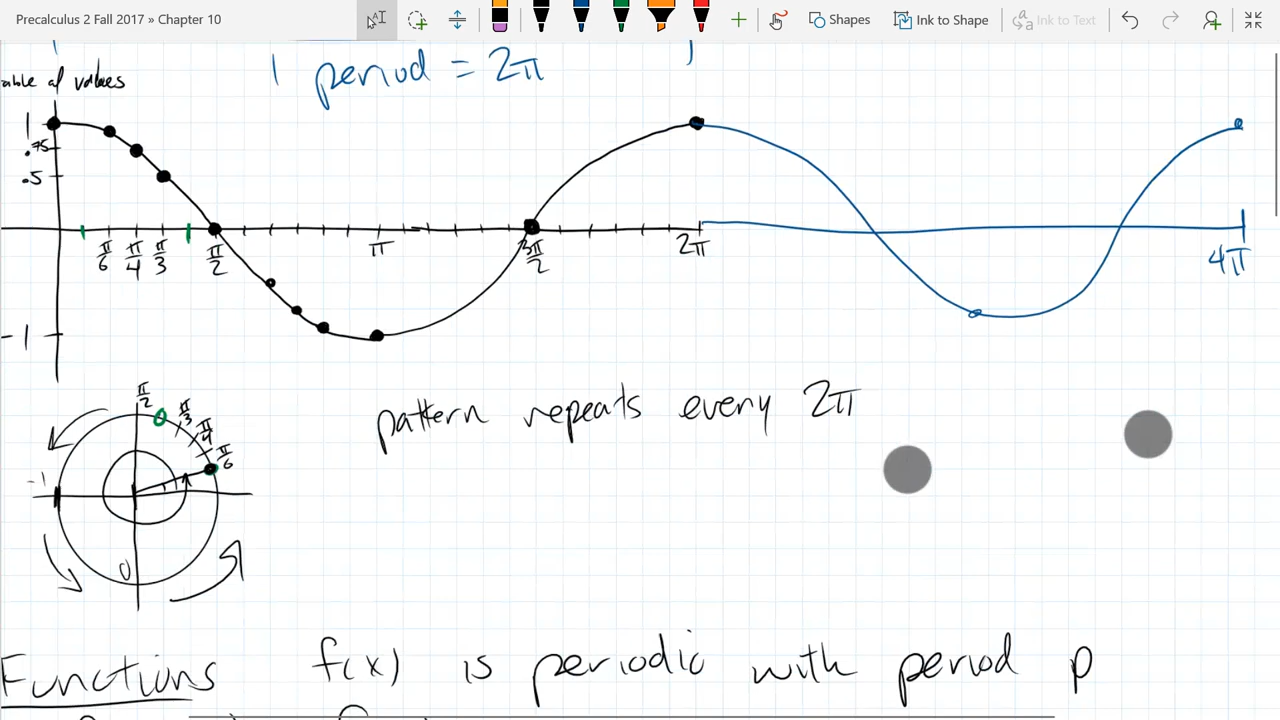 Precalculus 2 Fall 2017 » Chapter 10
Shapes
Ink to Shape
Ink to Text
1 period = 2π
able of values
1
.75
.5
-1
π/6 π/4 π/3 π/2 π 3π/2 2π 4π
π/2
π/3
π/4
π/6
-1
0
pattern repeats every 2π
Functions f(x) is periodic with period p